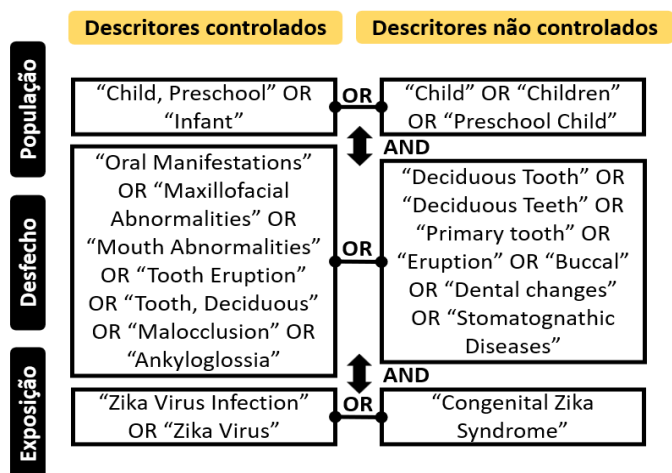 Descritores controlados
Descritores não controlados
População
“Child, Preschool” OR
“Infant”
OR
“Child” OR “Children”
OR “Preschool Child”
AND
Desfecho
“Oral Manifestations”
OR “Maxillofacial
Abnormalities” OR
“Mouth Abnormalities”
OR “Tooth Eruption”
OR “Tooth, Deciduous”
OR “Malocclusion” OR
“Ankyloglossia”
OR
“Deciduous Tooth” OR
“Deciduous Teeth” OR
“Primary tooth” OR
“Eruption” OR “Buccal”
OR “Dental changes”
OR “Stomatognathic
Diseases”
AND
Exposição
“Zika Virus Infection”
OR “Zika Virus”
OR
“Congenital Zika
Syndrome”